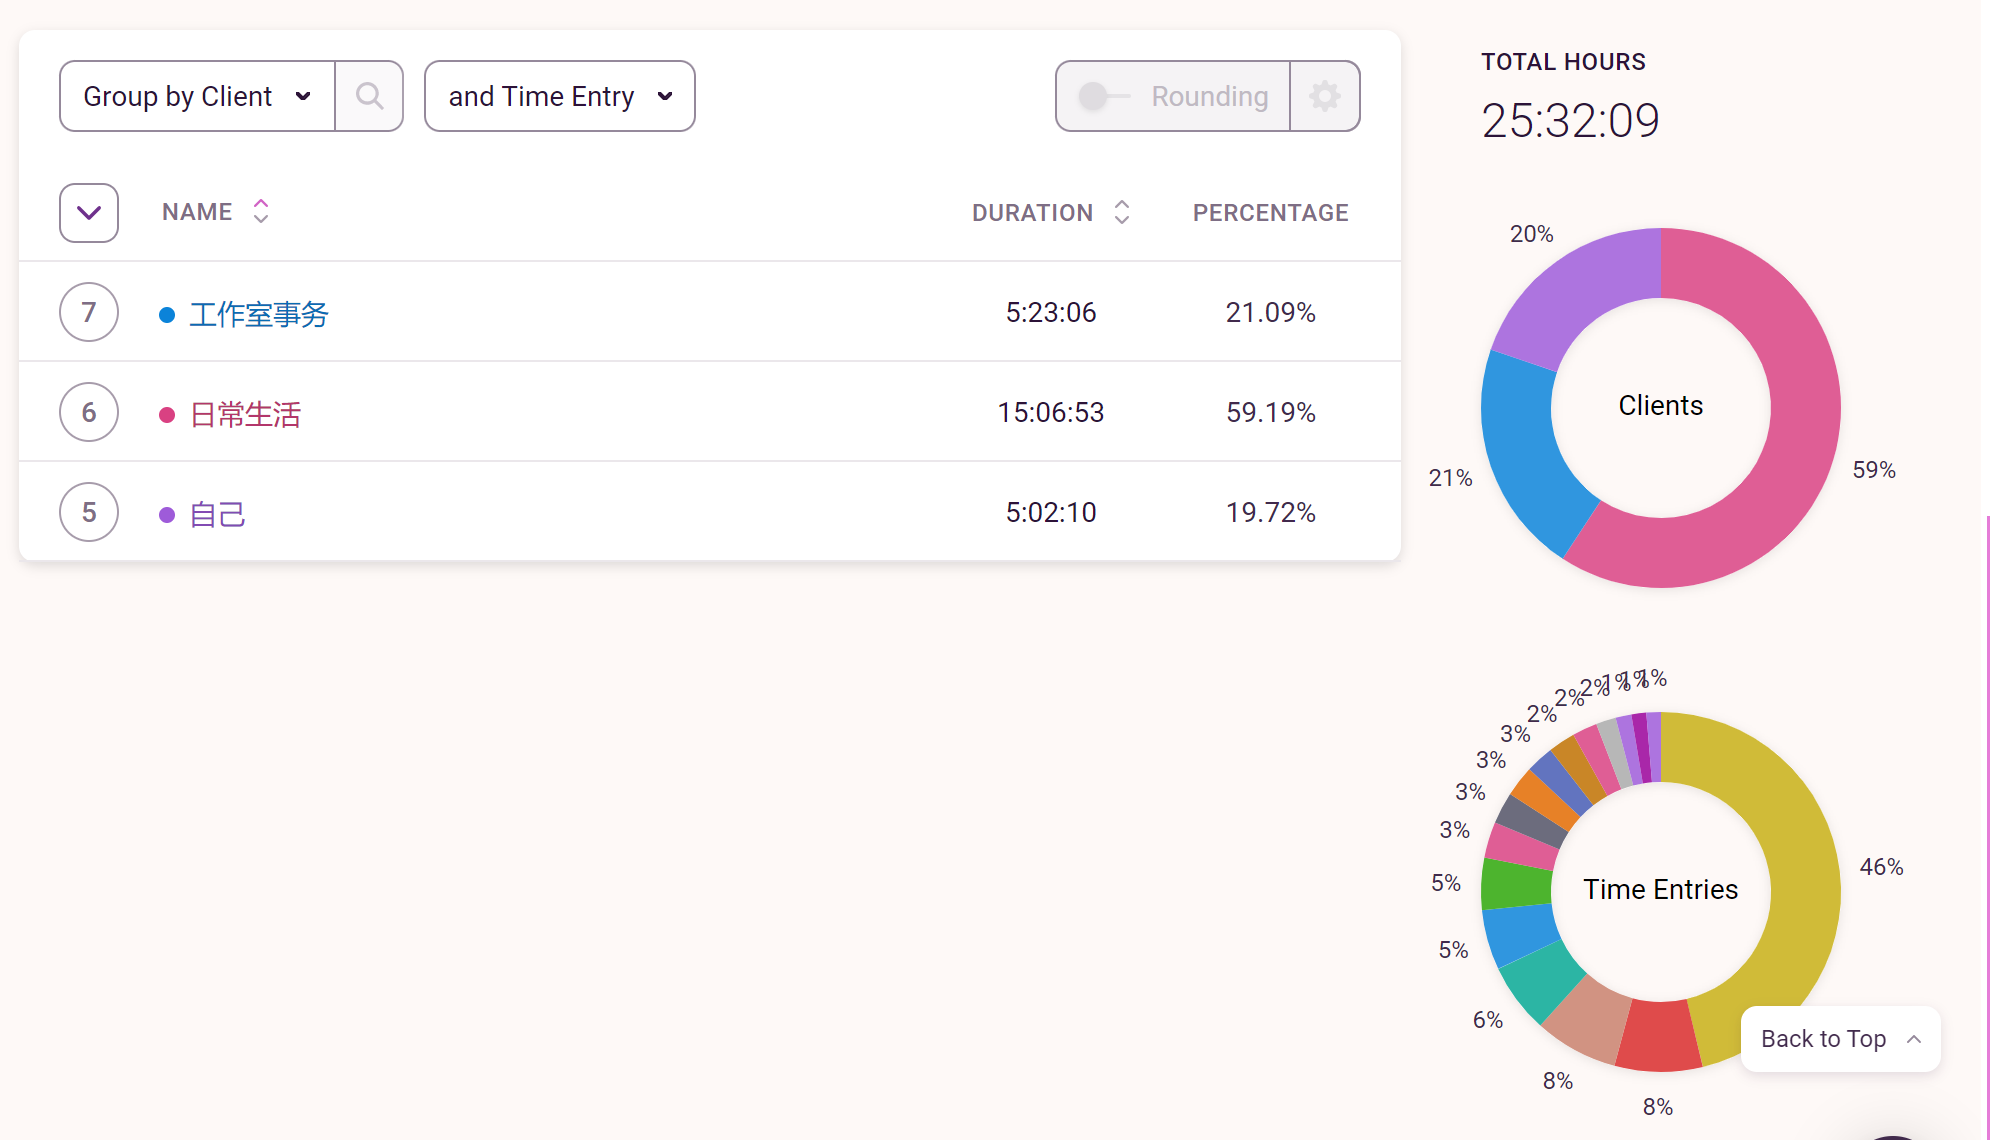 Group by Client
and Time Entry
Rounding
NAME
DURATION
PERCENTAGE
7
工作室事务
5:23:06
21.09%
6
日常生活
15:06:53
59.19%
5
自己
5:02:10
19.72%
TOTAL HOURS
25:32:09
20%
Clients
59%
21%
1%
1%
1%
2%
2%
2%
3%
3%
3%
3%
5%
Time Entries
46%
5%
6%
Back to Top
8%
8%